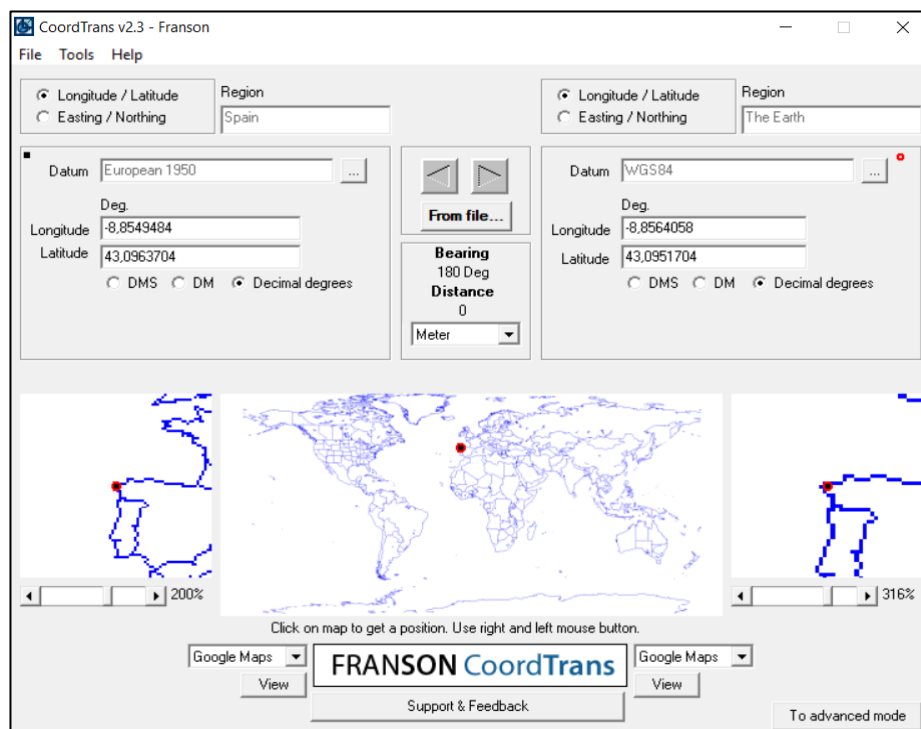 CoordTrans v2.3 - Franson
File Tools Help
Longitude / Latitude
Easting / Northing
Region
Spain
Longitude / Latitude
Easting / Northing
Region
The Earth
Datum European 1950 ...
Deg.
Longitude -8,8549484
Latitude 43,0963704
DMS DM Decimal degrees
From file...
Bearing
180 Deg
Distance
0
Meter
Datum WGS84 ...
Deg.
Longitude -8,8564058
Latitude 43,0951704
DMS DM Decimal degrees
200%
316%
Click on map to get a position. Use right and left mouse button.
Google Maps
View
FRANSON CoordTrans
Support & Feedback
Google Maps
View
To advanced mode